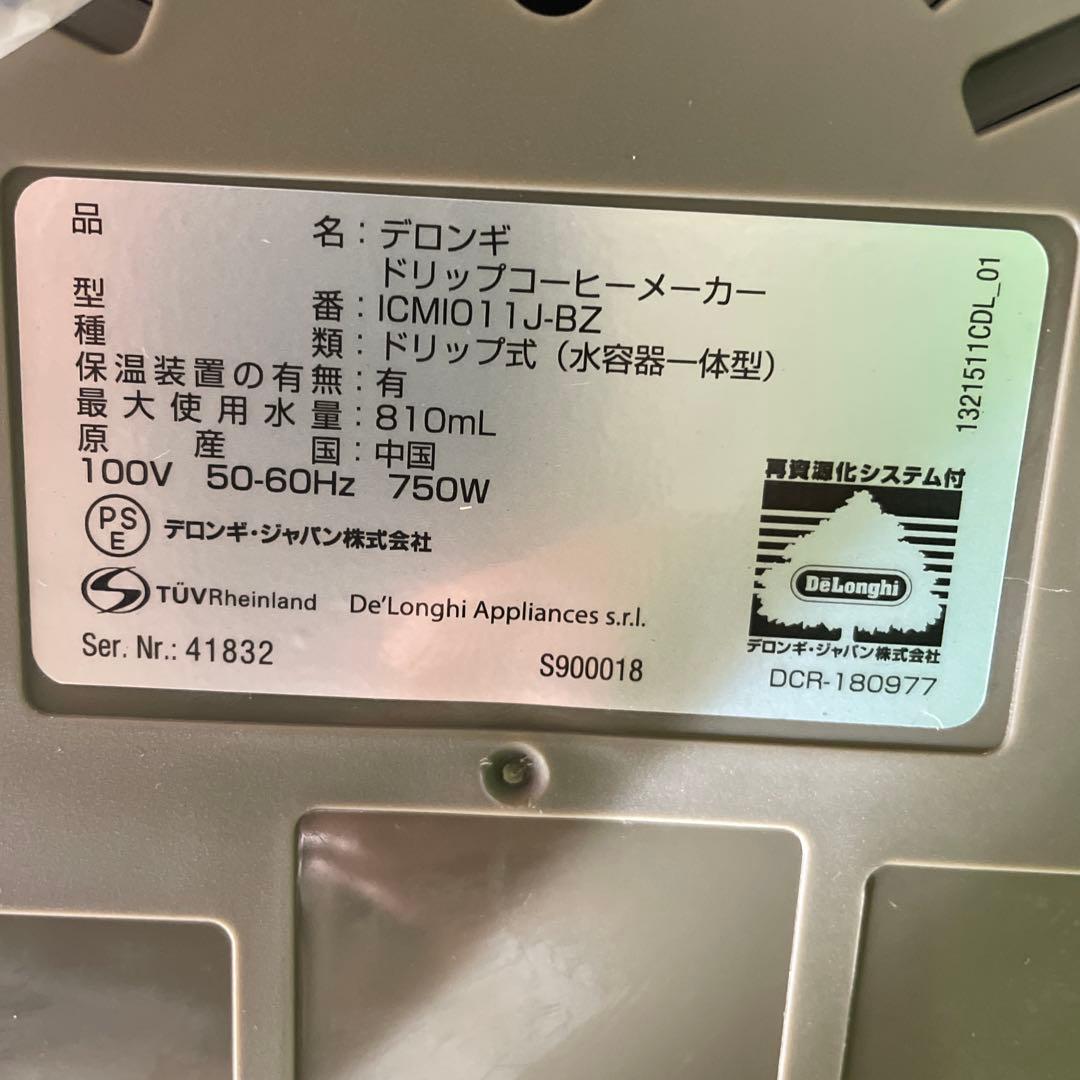 品名：デロンギ
ドリップコーヒーメーカー
型番：ICMI011J-BZ
種類：ドリップ式（水容器一体型）
保温装置の有無：有
最大使用水量：810mL
原産国：中国
100V 50-60Hz 750W
PSE デロンギ・ジャパン株式会社
TÜVRheinland De'Longhi Appliances s.r.l.
Ser. Nr.: 41832 S900018
1321511CDL_01
再資源化システム付
DeLonghi
デロンギ・ジャパン株式会社
DCR-180977